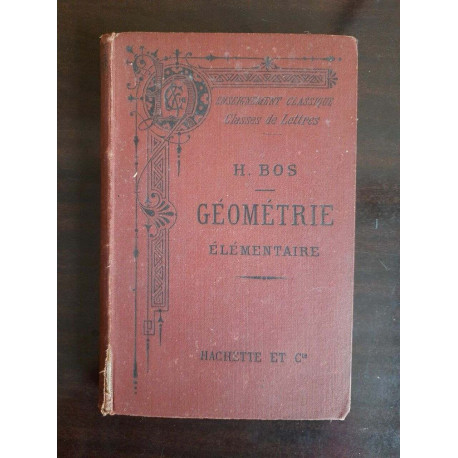 ENSEIGNEMENT CLASSIQUE
Classes de Lettres
H. BOS
GÉOMÉTRIE
ÉLÉMENTAIRE
HACHETTE ET Cie